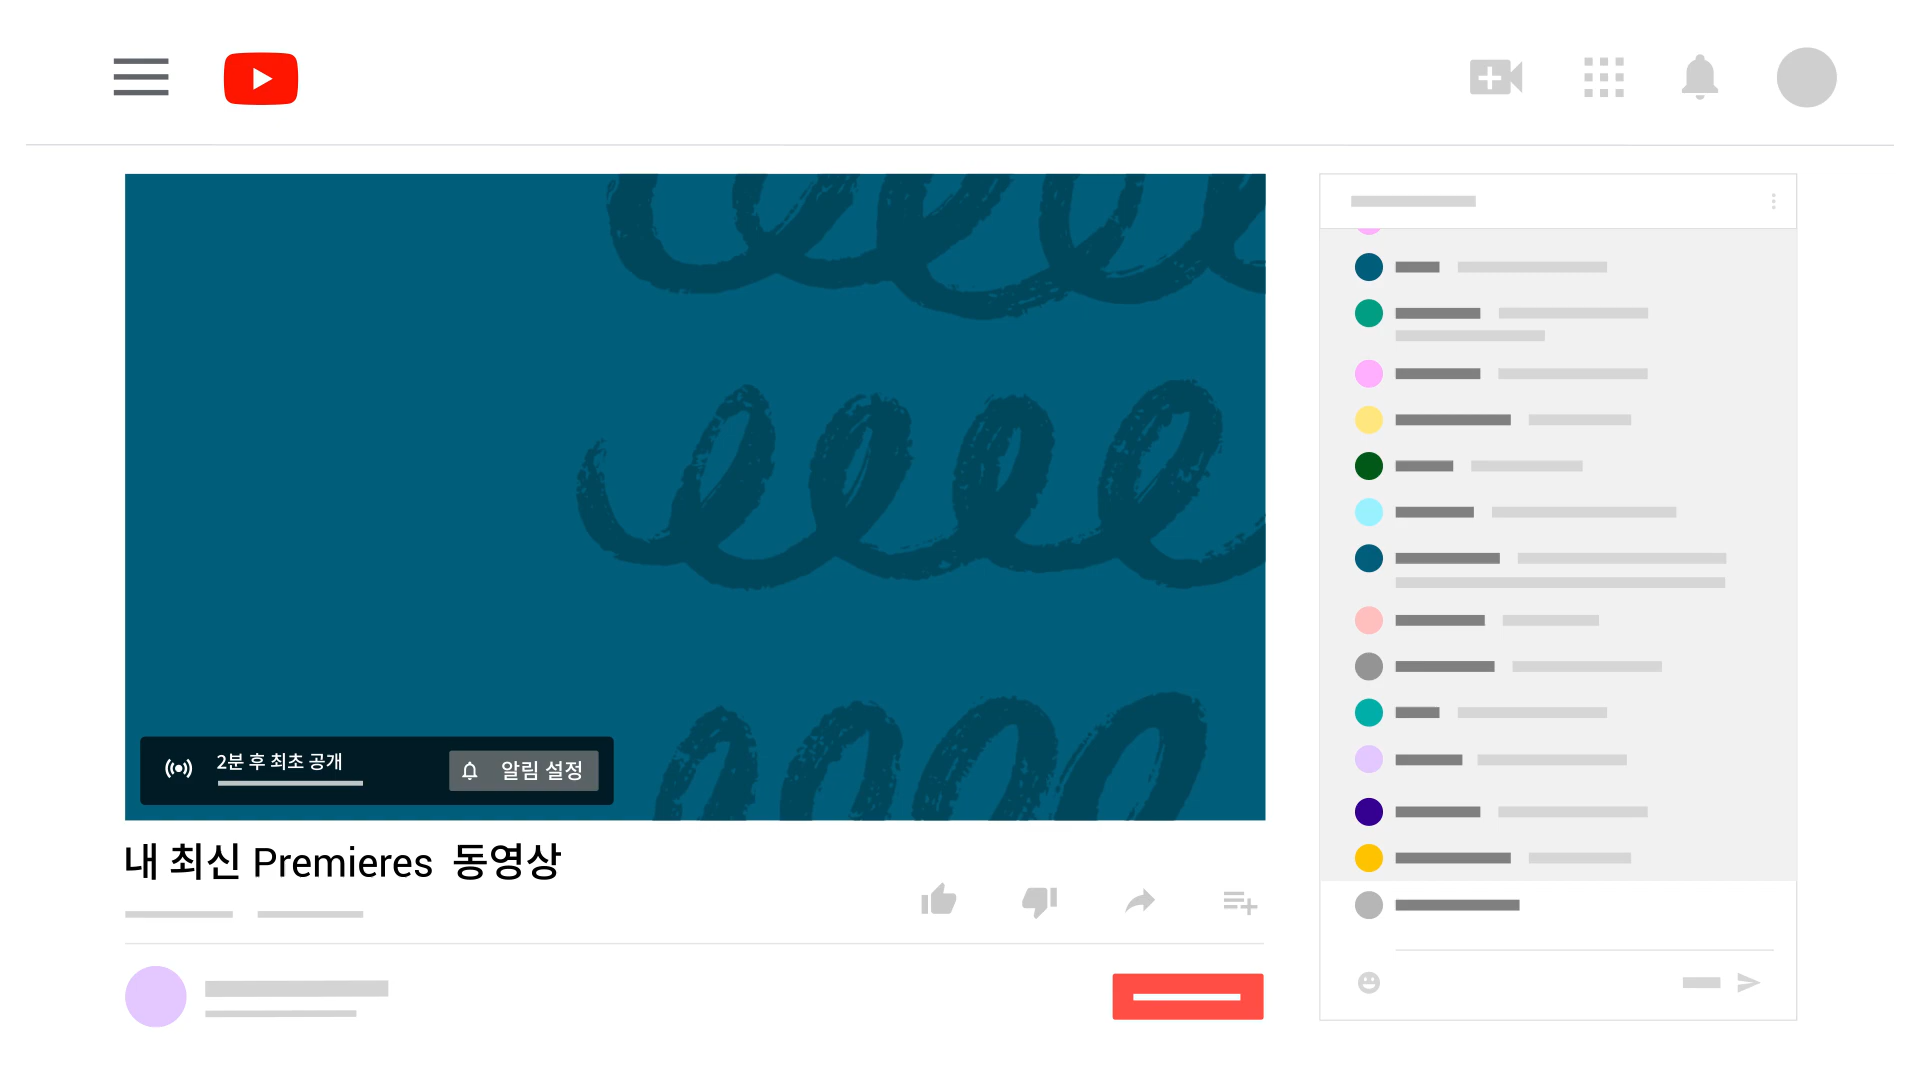 2분 후 최초 공개
알림 설정
내 최신 Premieres 동영상